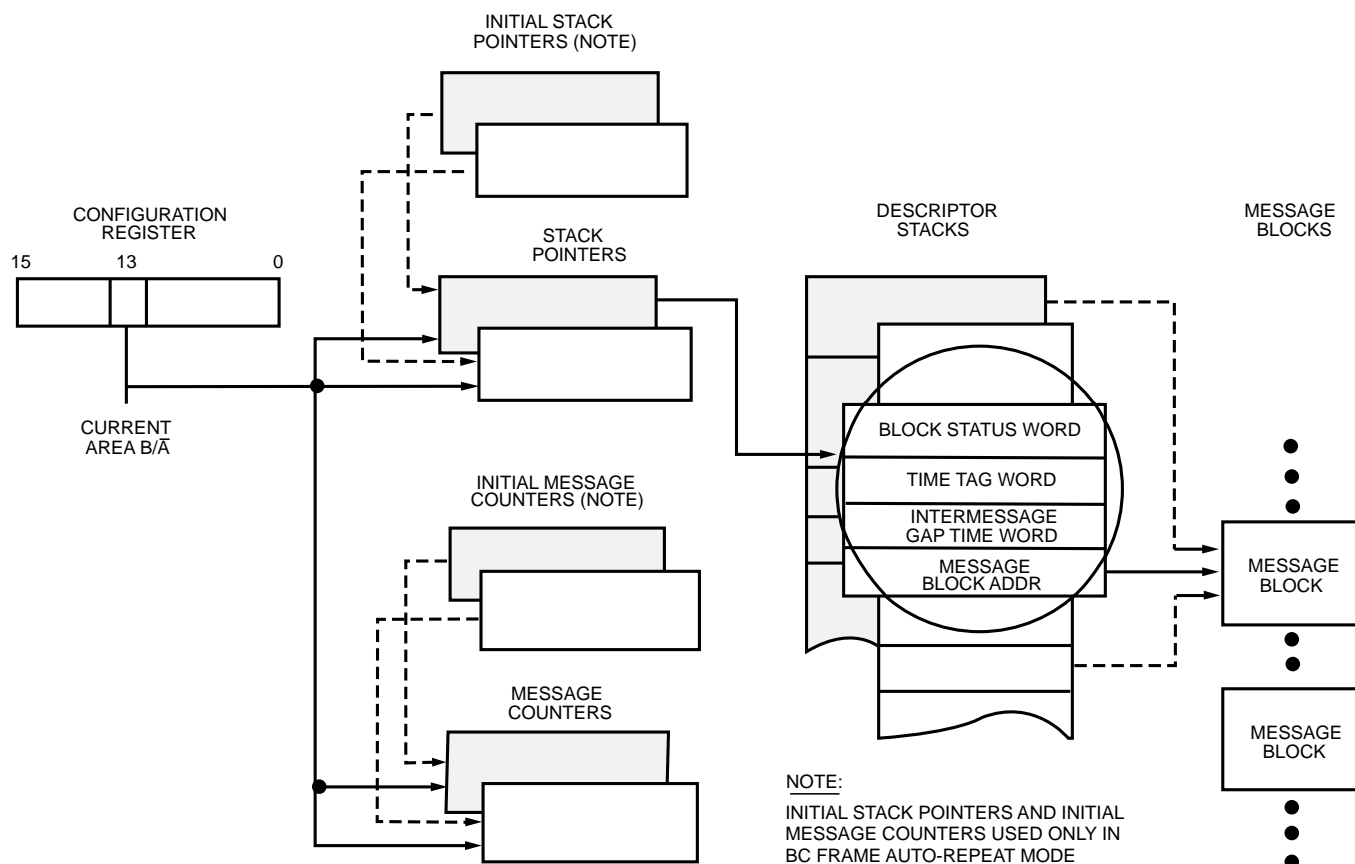 INITIAL STACK
POINTERS (NOTE)
CONFIGURATION
REGISTER
15 13 0
CURRENT
AREA B/A̅
STACK
POINTERS
INITIAL MESSAGE
COUNTERS (NOTE)
MESSAGE
COUNTERS
DESCRIPTOR
STACKS
BLOCK STATUS WORD
TIME TAG WORD
INTERMESSAGE
GAP TIME WORD
MESSAGE
BLOCK ADDR
MESSAGE
BLOCKS
MESSAGE
BLOCK
MESSAGE
BLOCK
NOTE:
INITIAL STACK POINTERS AND INITIAL
MESSAGE COUNTERS USED ONLY IN
BC FRAME AUTO-REPEAT MODE